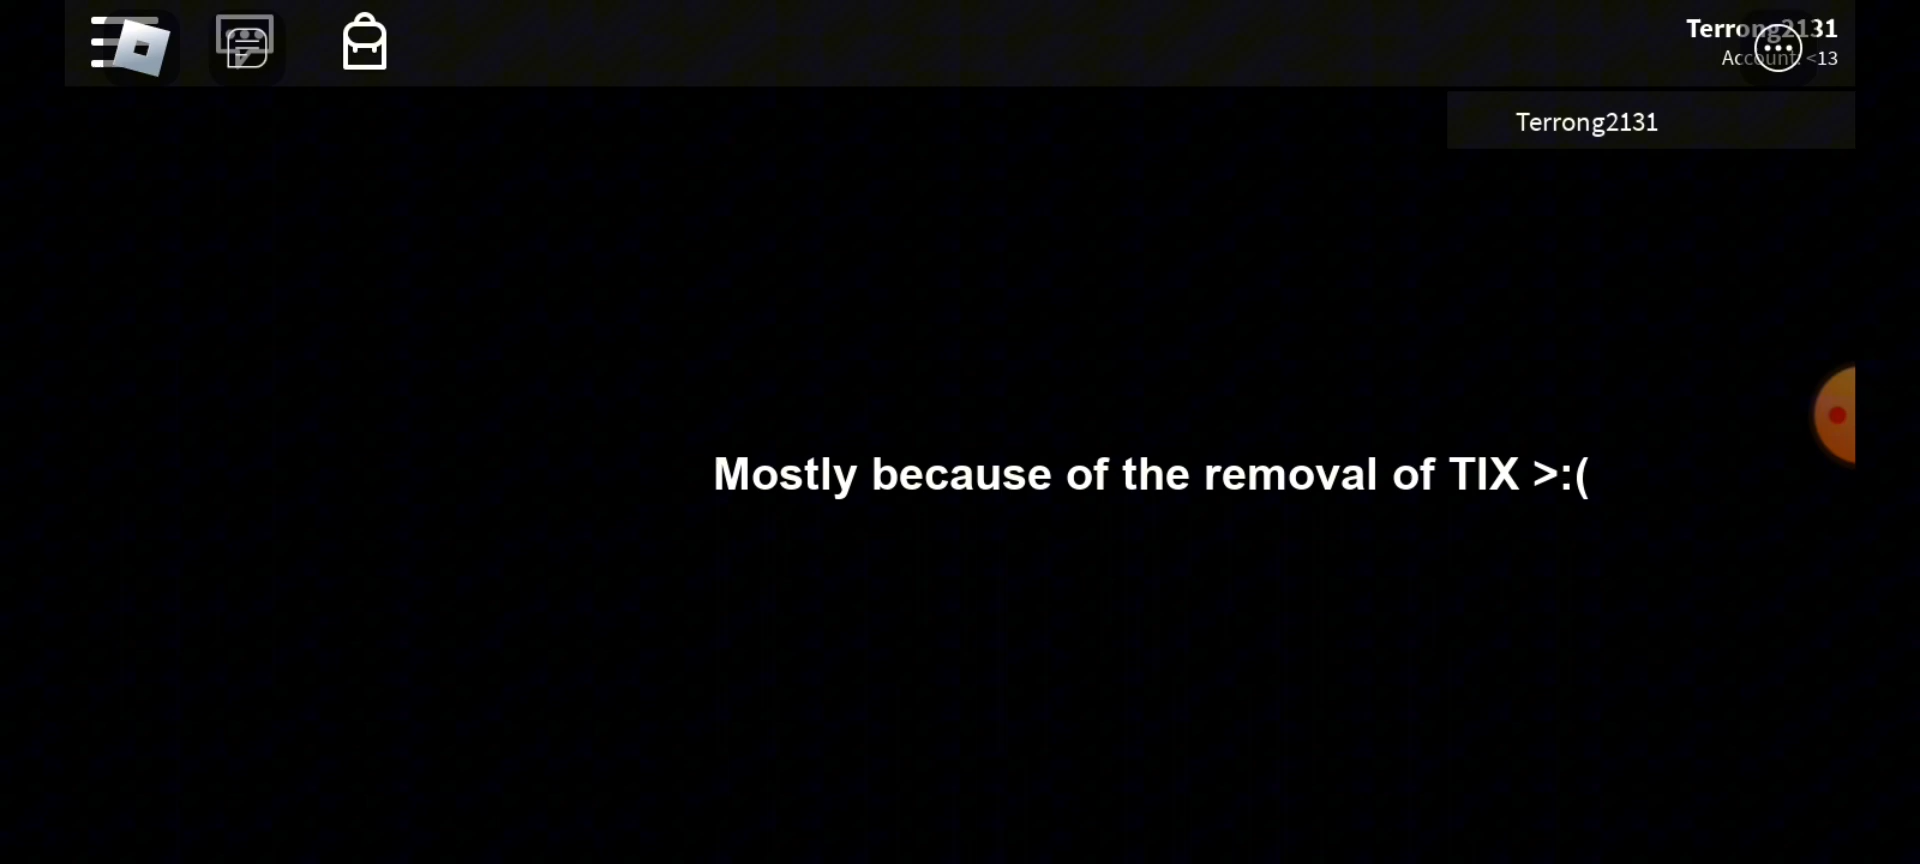 Terrong2131
Account: <13
Terrong2131
Mostly because of the removal of TIX >:(